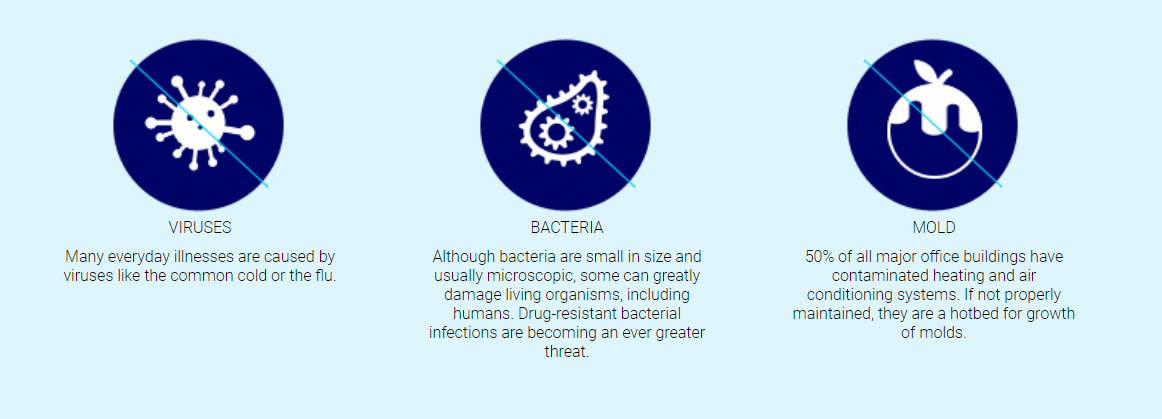 VIRUSES
Many everyday illnesses are caused by
viruses like the common cold or the flu.
BACTERIA
Although bacteria are small in size and
usually microscopic, some can greatly
damage living organisms, including
humans. Drug-resistant bacterial
infections are becoming an ever greater
threat.
MOLD
50% of all major office buildings have
contaminated heating and air
conditioning systems. If not properly
maintained, they are a hotbed for growth
of molds.